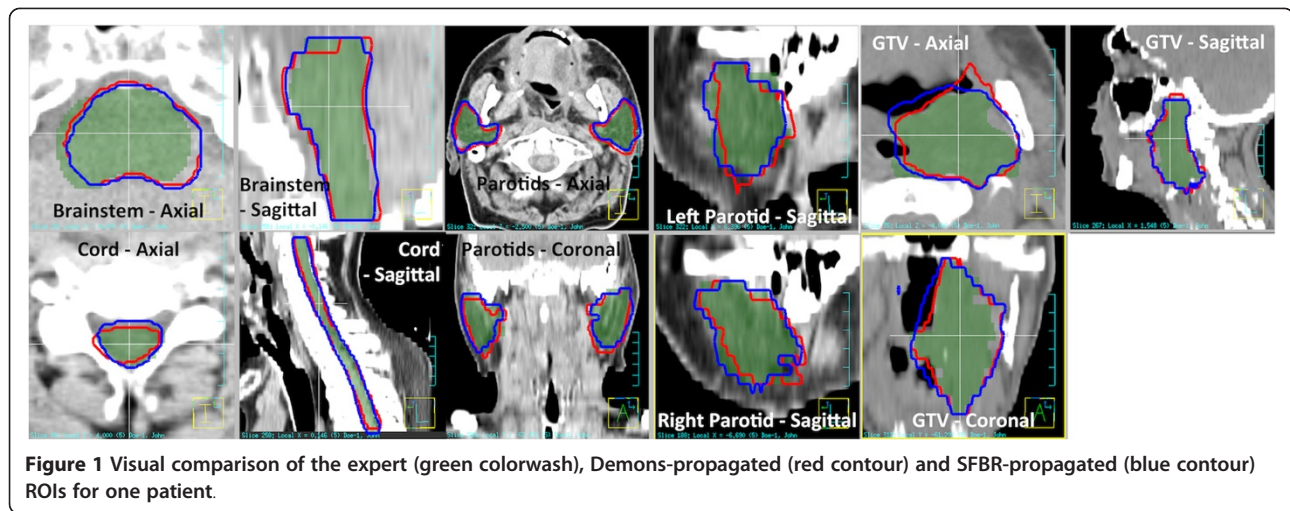 Brainstem - Axial
Brainstem
- Sagittal
Parotids - Axial
Left Parotid - Sagittal
GTV - Axial
GTV - Sagittal
Cord - Axial
Cord
- Sagittal
Parotids - Coronal
Right Parotid - Sagittal
GTV - Coronal
Figure 1 Visual comparison of the expert (green colorwash), Demons-propagated (red contour) and SFBR-propagated (blue contour)
ROIs for one patient.